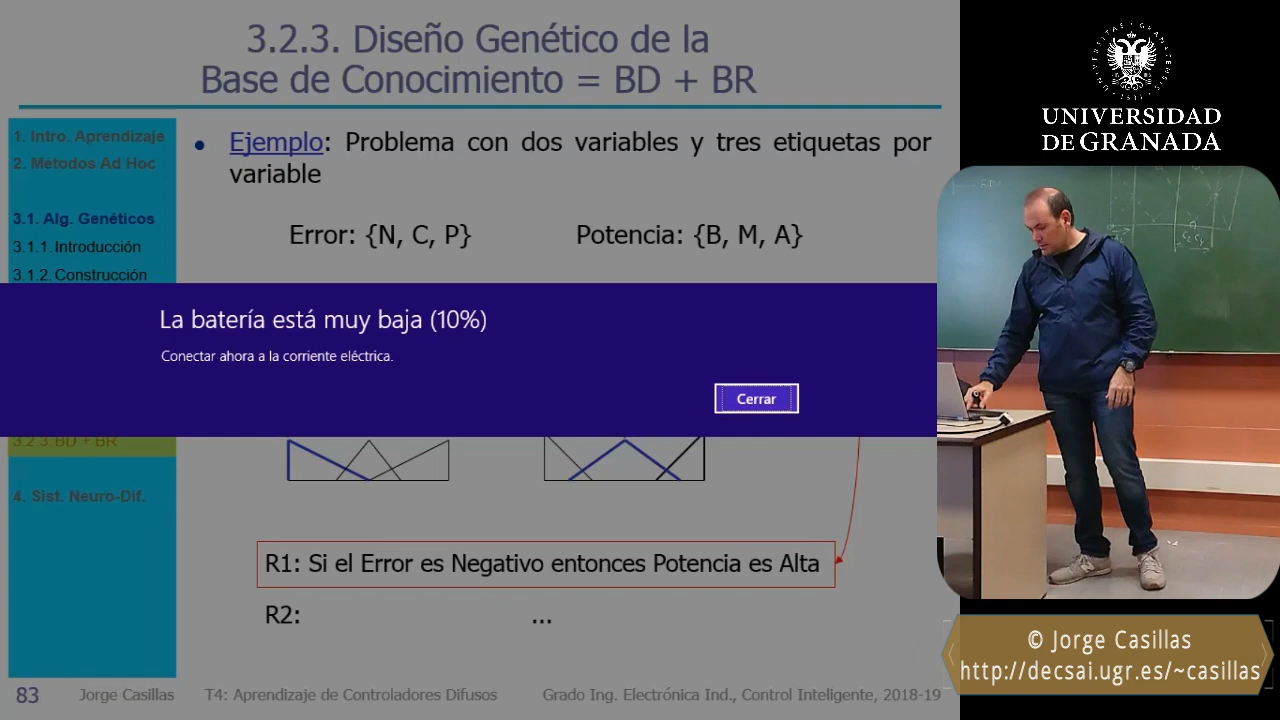 3.2.3. Diseño Genético de la
Base de Conocimiento = BD + BR
1. Intro. Aprendizaje
2. Métodos Ad Hoc
3.1. Alg. Genéticos
3.1.1. Introducción
3.1.2. Construcción
• Ejemplo: Problema con dos variables y tres etiquetas por
variable
Error: {N, C, P} Potencia: {B, M, A}
La batería está muy baja (10%)
Conectar ahora a la corriente eléctrica.
Cerrar
3.2.3. BD + BR
4. Sist. Neuro-Dif.
R1: Si el Error es Negativo entonces Potencia es Alta
R2: ...
83 Jorge Casillas T4: Aprendizaje de Controladores Difusos Grado Ing. Electrónica Ind., Control Inteligente, 2018-19
UNIVERSIDAD
DE GRANADA
© Jorge Casillas
http://decsai.ugr.es/~casillas